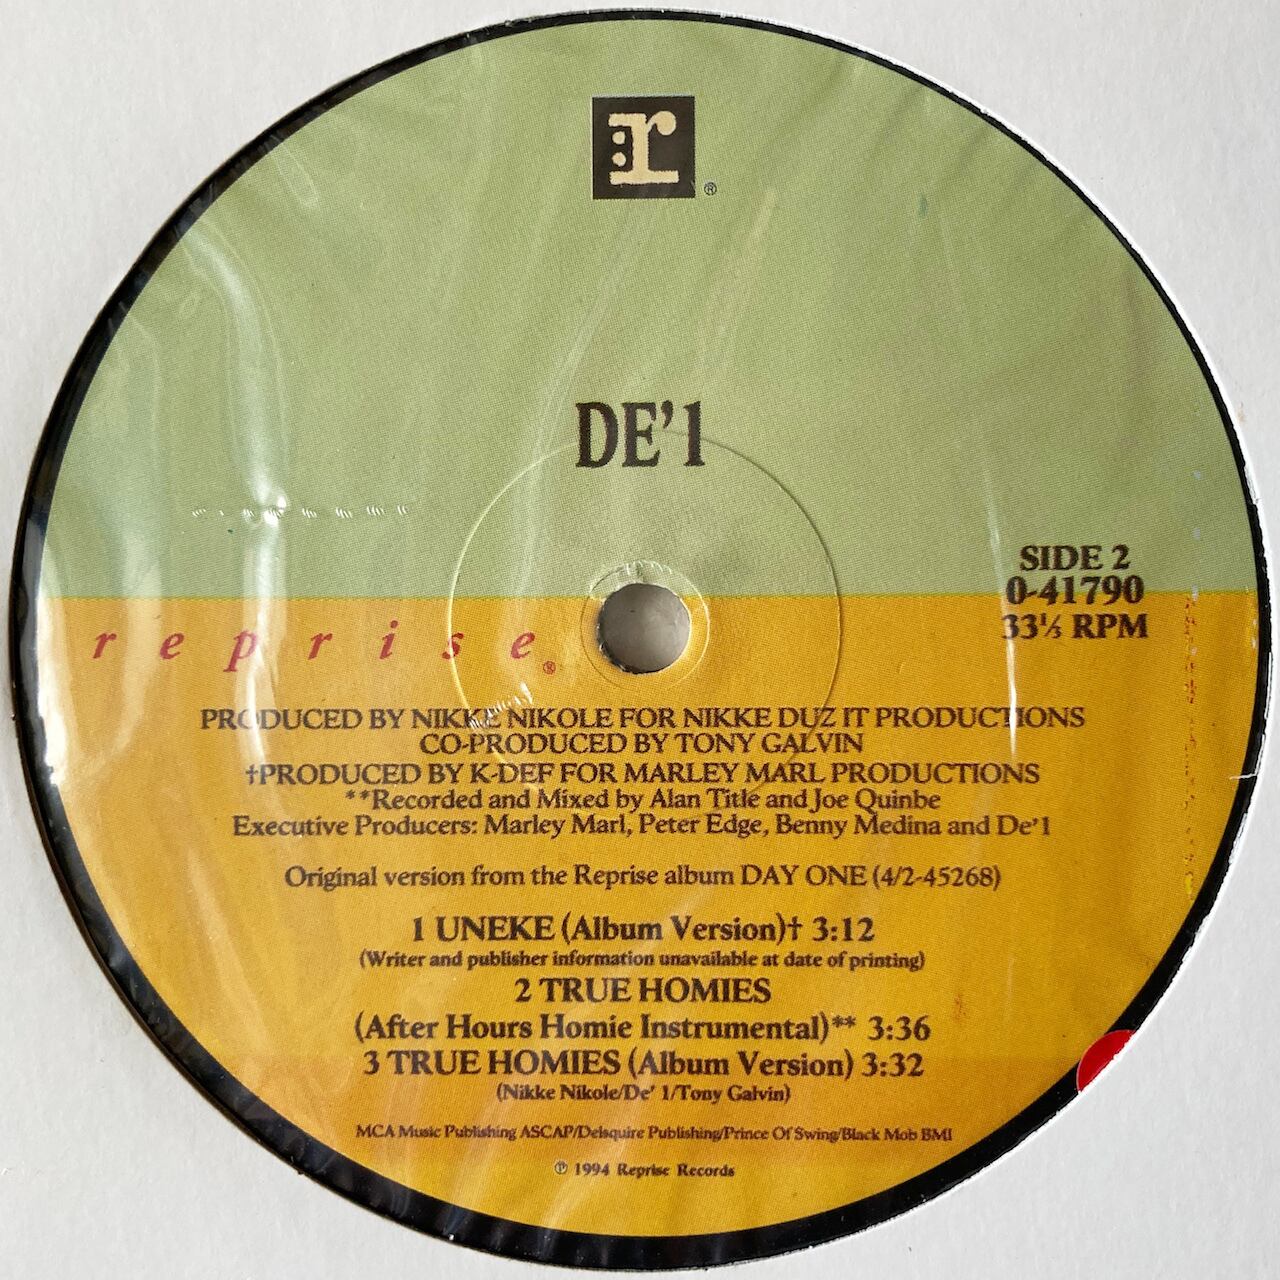 r
®
DE'1
SIDE 2
0-41790
33⅓ RPM
reprise®
PRODUCED BY NIKKE NIKOLE FOR NIKKE DUZ IT PRODUCTIONS
CO-PRODUCED BY TONY GALVIN
†PRODUCED BY K-DEF FOR MARLEY MARL PRODUCTIONS
**Recorded and Mixed by Alan Title and Joe Quinbe
Executive Producers: Marley Marl, Peter Edge, Benny Medina and De'1
Original version from the Reprise album DAY ONE (4/2-45268)
1 UNEKE (Album Version)† 3:12
(Writer and publisher information unavailable at date of printing)
2 TRUE HOMIES
(After Hours Homie Instrumental)** 3:36
3 TRUE HOMIES (Album Version) 3:32
(Nikke Nikole/De' 1/Tony Galvin)
MCA Music Publishing ASCAP/Delsquire Publishing/Prince Of Swing/Black Mob BMI
℗ 1994 Reprise Records